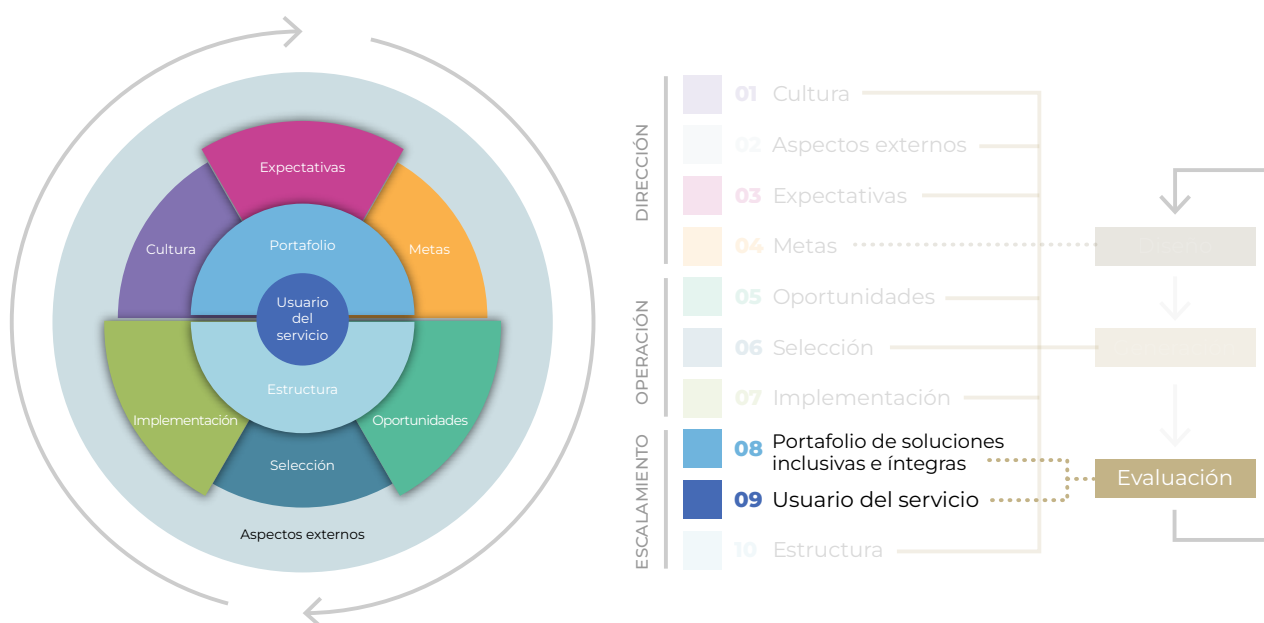 Expectativas
Cultura
Portafolio
Metas
Usuario
del
servicio
Estructura
Implementación
Oportunidades
Selección
Aspectos externos
DIRECCIÓN
01 Cultura
02 Aspectos externos
03 Expectativas
04 Metas
OPERACIÓN
05 Oportunidades
06 Selección
07 Implementación
ESCALAMIENTO
08 Portafolio de soluciones
inclusivas e íntegras
09 Usuario del servicio
10 Estructura
Evaluación